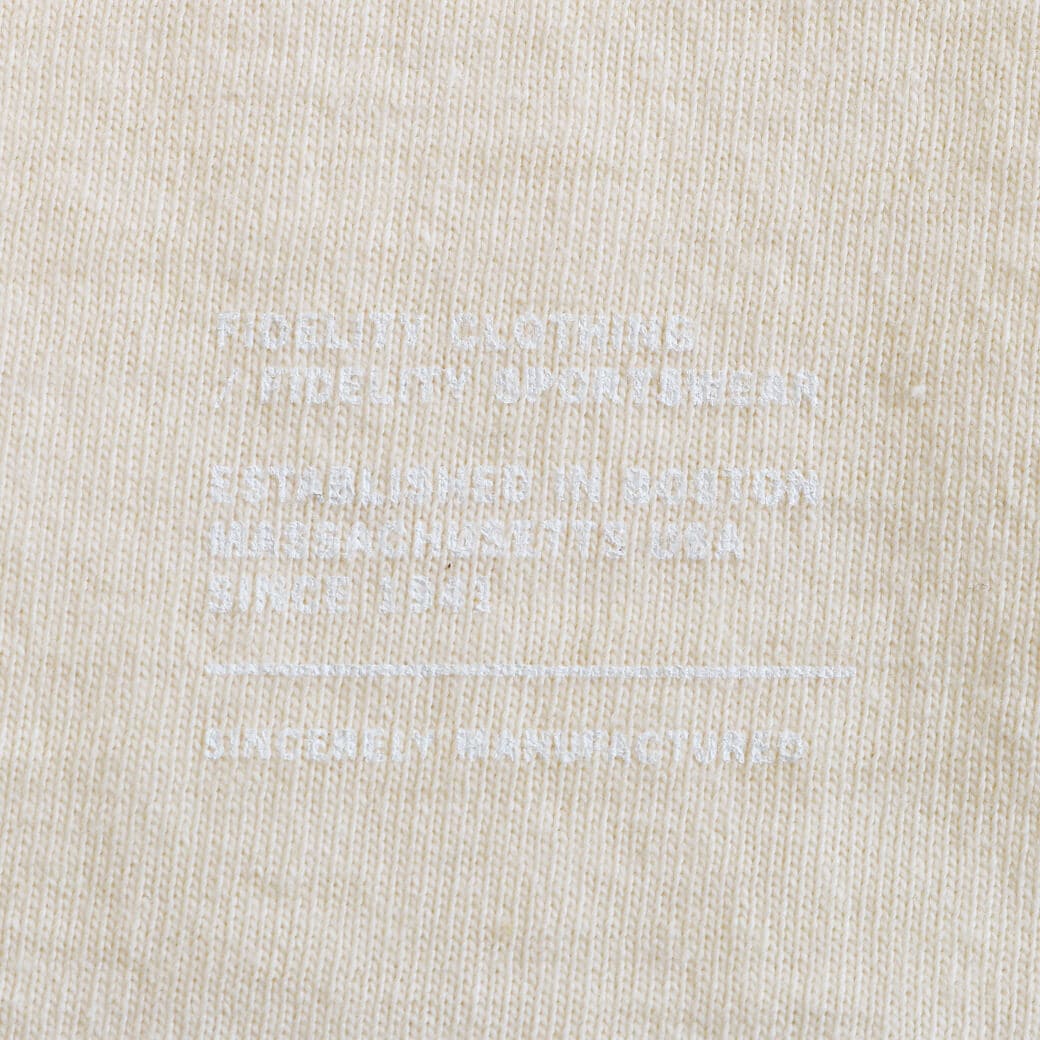 FIDELITY CLOTHING
/ FIDELITY SPORTSWEAR
ESTABLISHED IN BOSTON
MASSACHUSETTS USA
SINCE 1941
SINCERELY MANUFACTURED